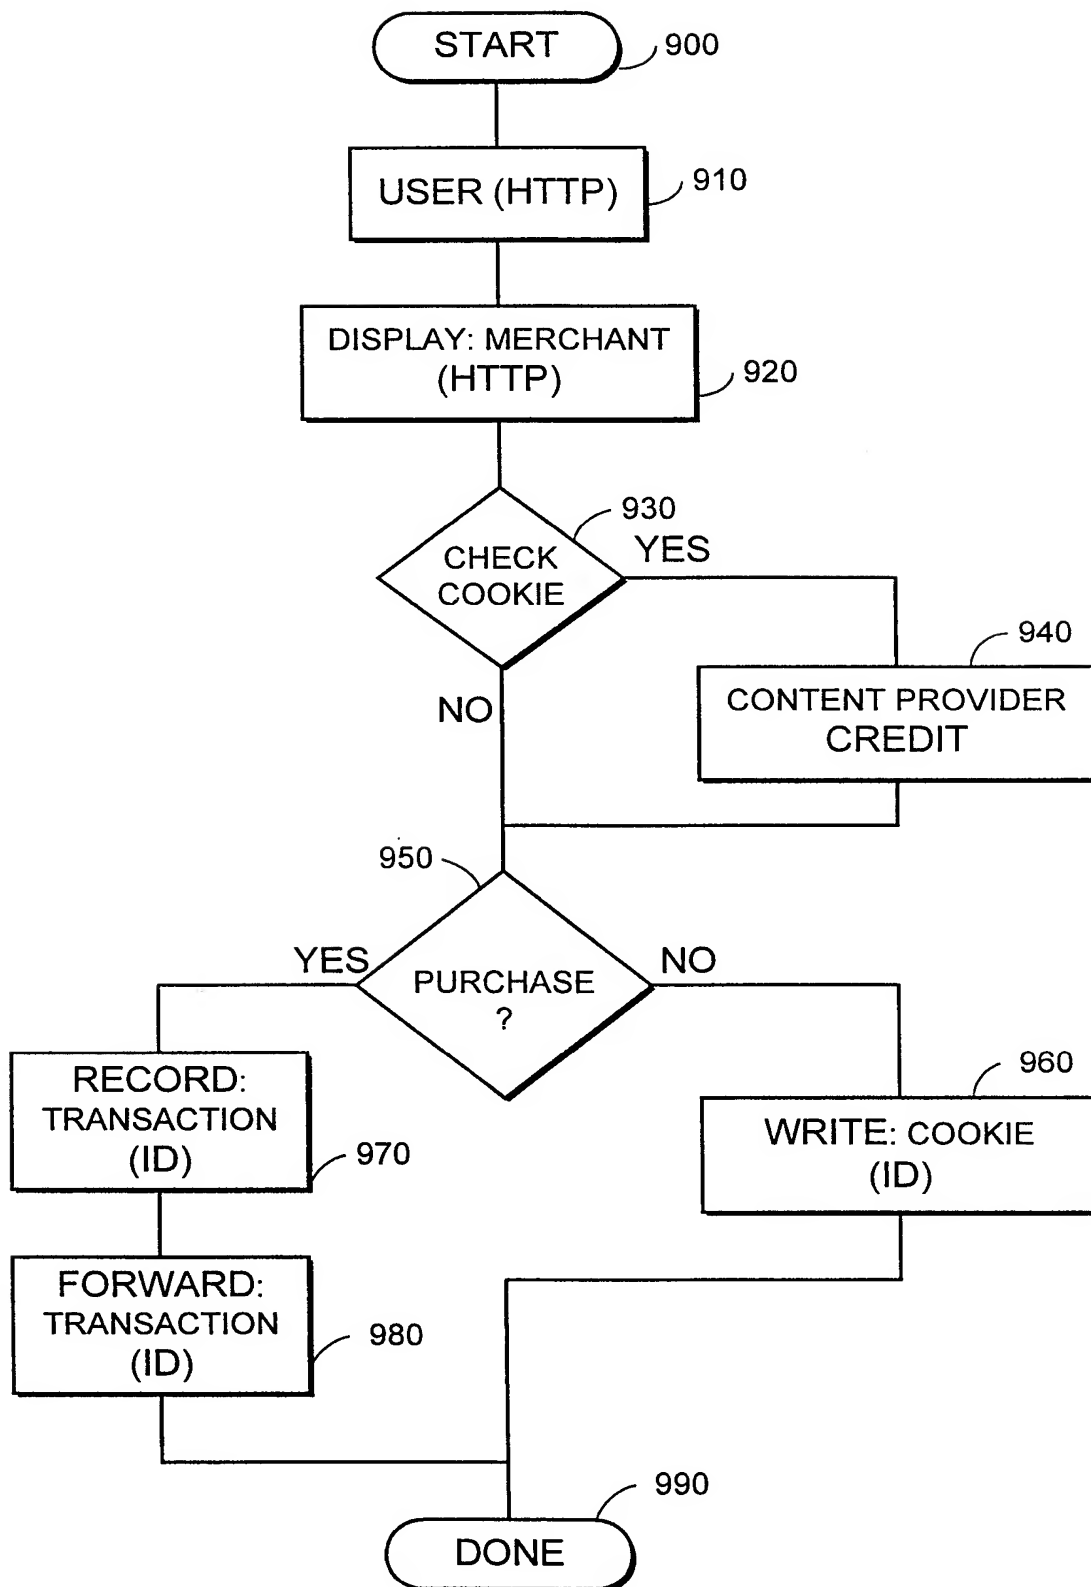 START
900
USER (HTTP)
910
DISPLAY: MERCHANT
(HTTP)
920
930
CHECK
COOKIE
YES
940
NO
CONTENT PROVIDER
CREDIT
950
YES
PURCHASE
?
NO
RECORD:
TRANSACTION
(ID)
970
960
WRITE: COOKIE
(ID)
FORWARD:
TRANSACTION
(ID)
980
990
DONE